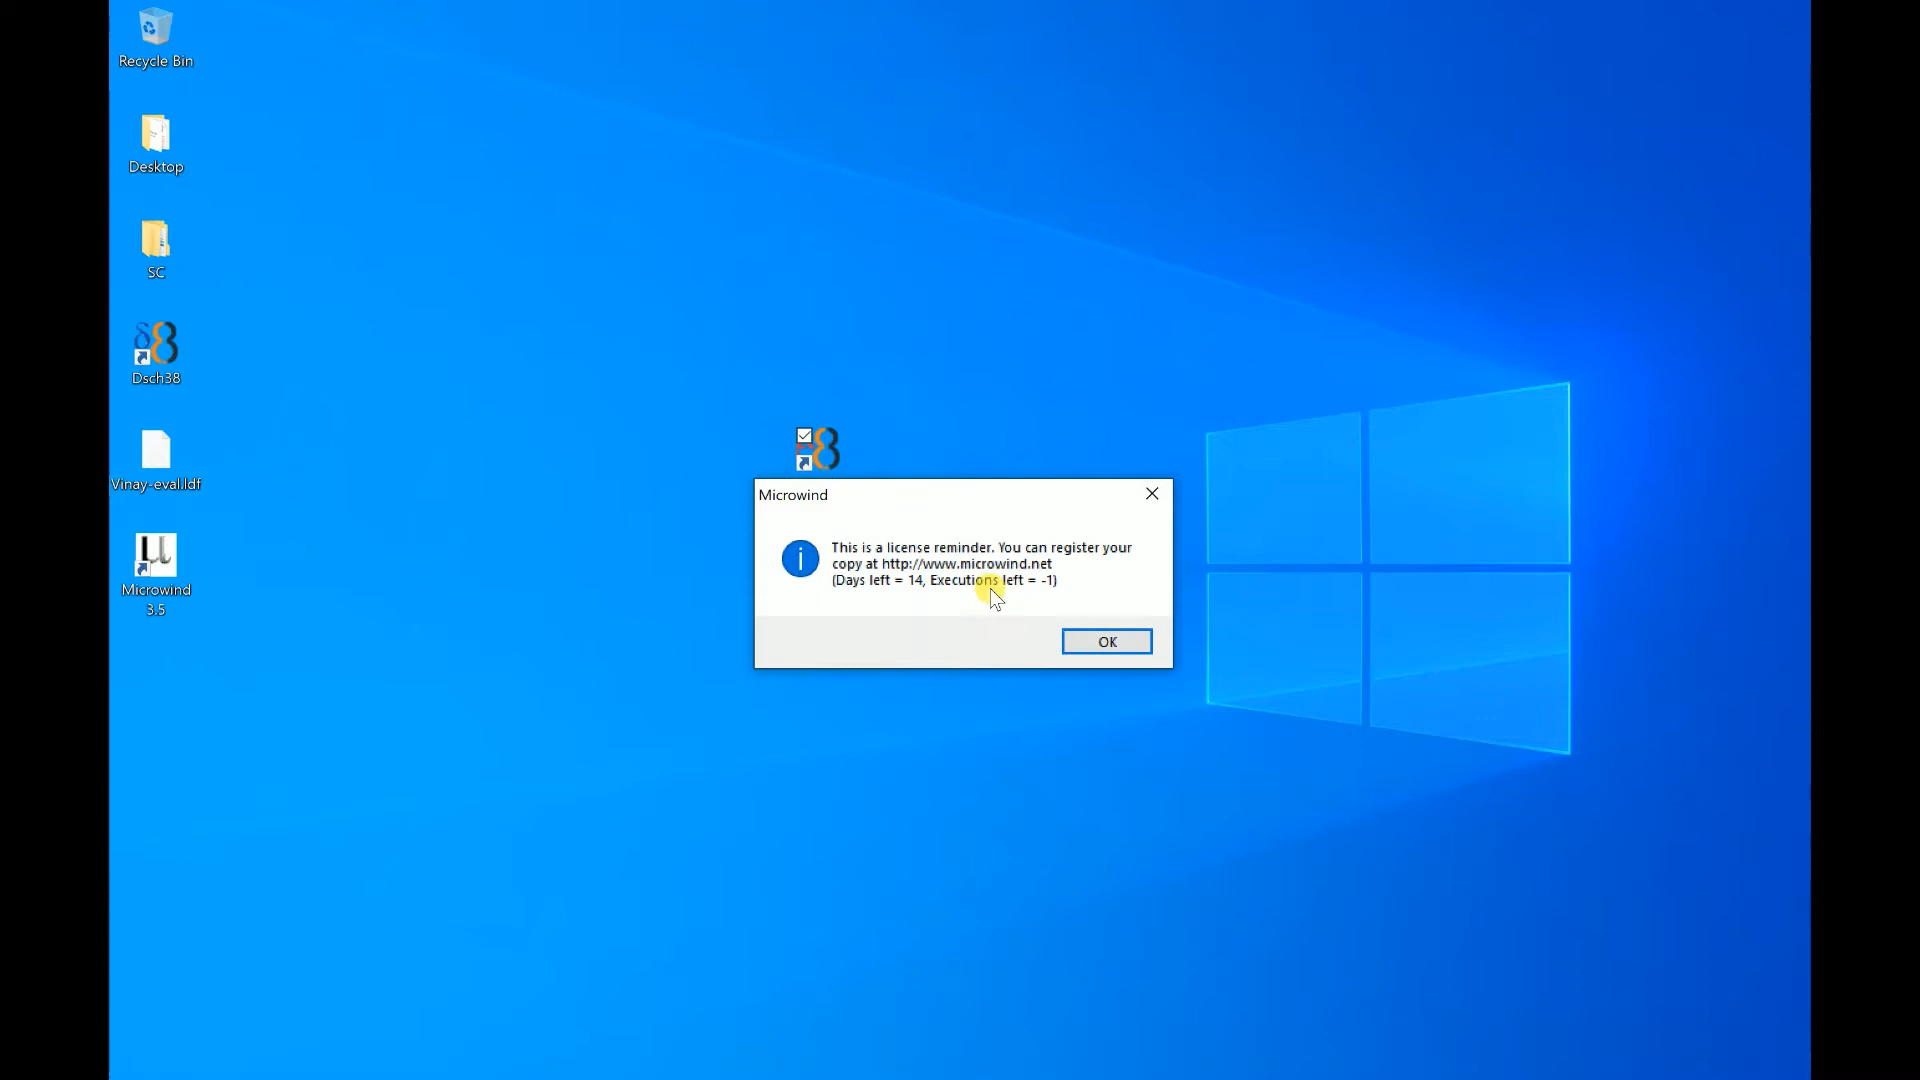 Recycle Bin
Desktop
SC
Dsch38
Vinay-eval.ldf
Microwind
3.5
Microwind
This is a license reminder. You can register your
copy at http://www.microwind.net
(Days left = 14, Executions left = -1)
OK